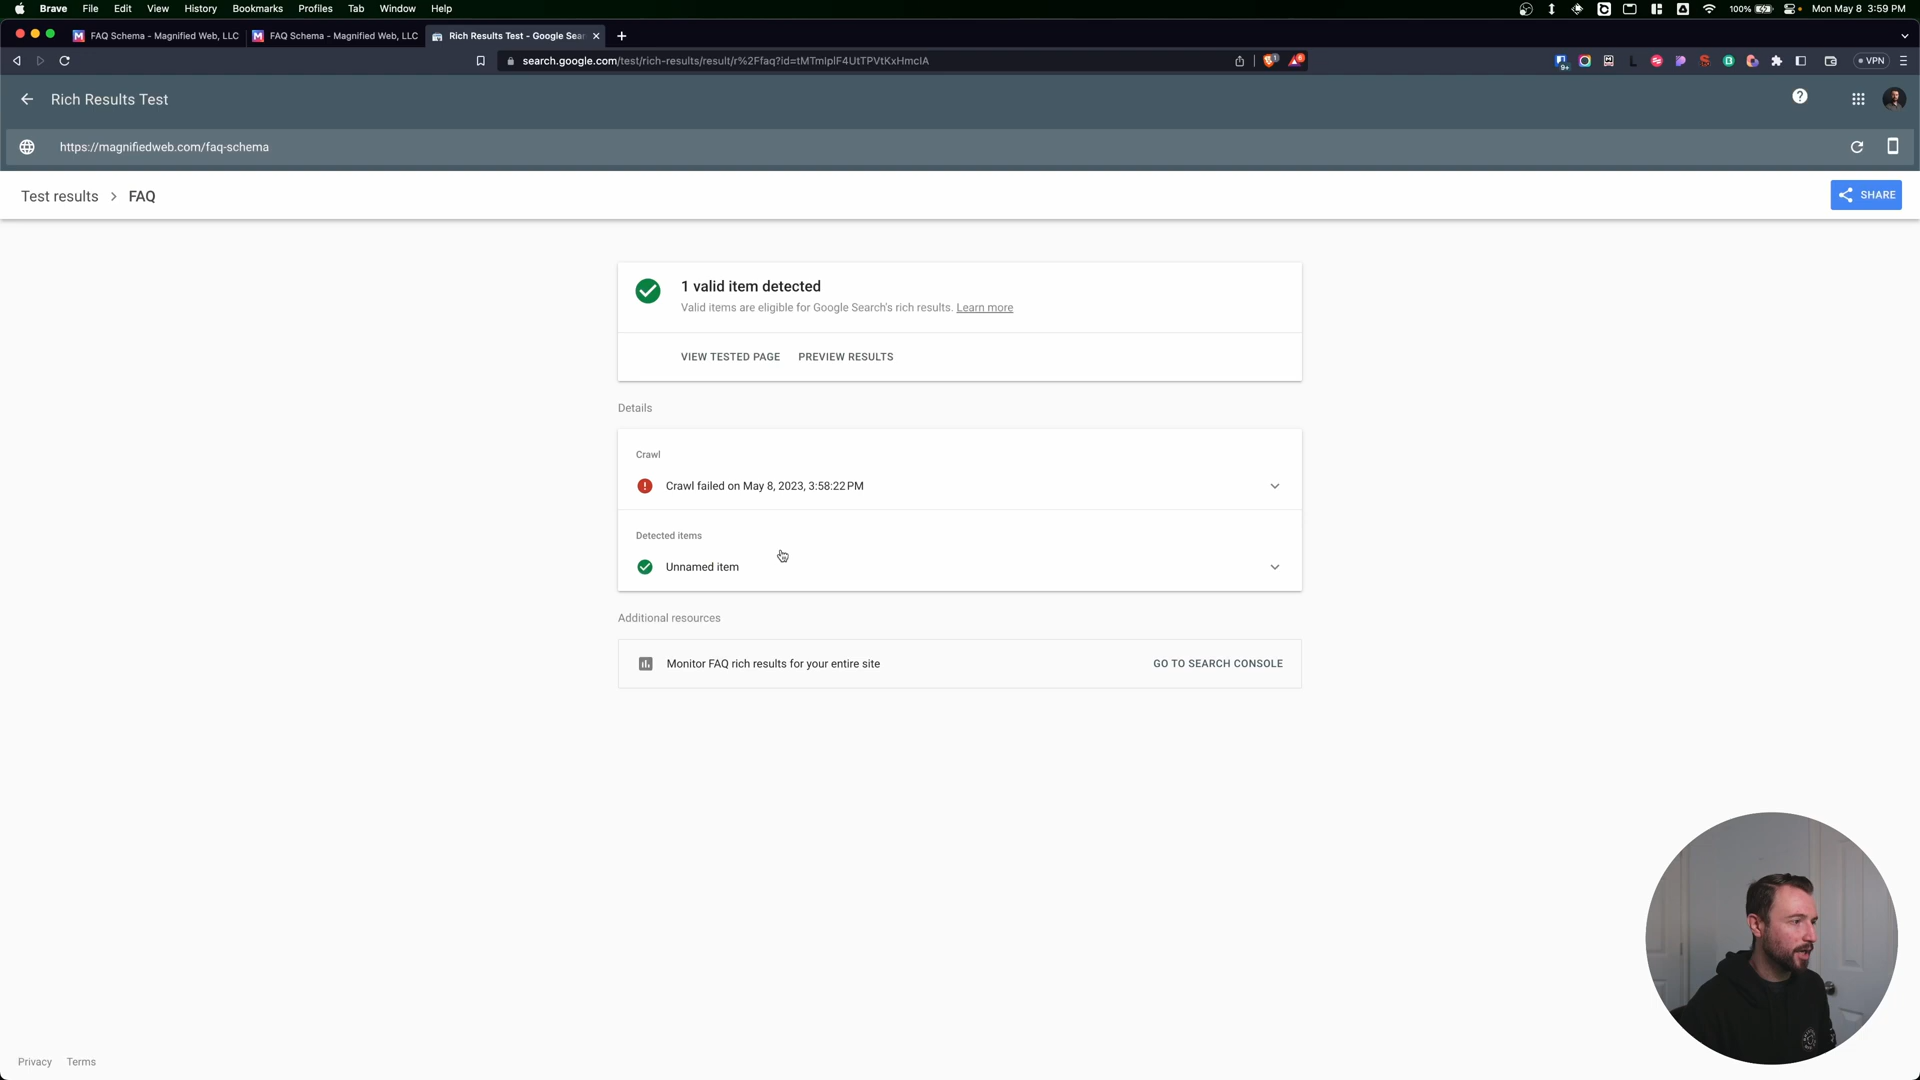 Brave File Edit View History Bookmarks Profiles Tab Window Help 100% Mon May 8 3:59 PM
FAQ Schema - Magnified Web, LLC FAQ Schema - Magnified Web, LLC Rich Results Test - Google Sear
search.google.com/test/rich-results/result/r%2Ffaq?id=tMTmIplF4UtTPVtKxHmcIA VPN
Rich Results Test
https://magnifiedweb.com/faq-schema
Test results > FAQ SHARE
1 valid item detected
Valid items are eligible for Google Search's rich results. Learn more
VIEW TESTED PAGE PREVIEW RESULTS
Details
Crawl
Crawl failed on May 8, 2023, 3:58:22 PM
Detected items
Unnamed item
Additional resources
Monitor FAQ rich results for your entire site GO TO SEARCH CONSOLE
Privacy Terms